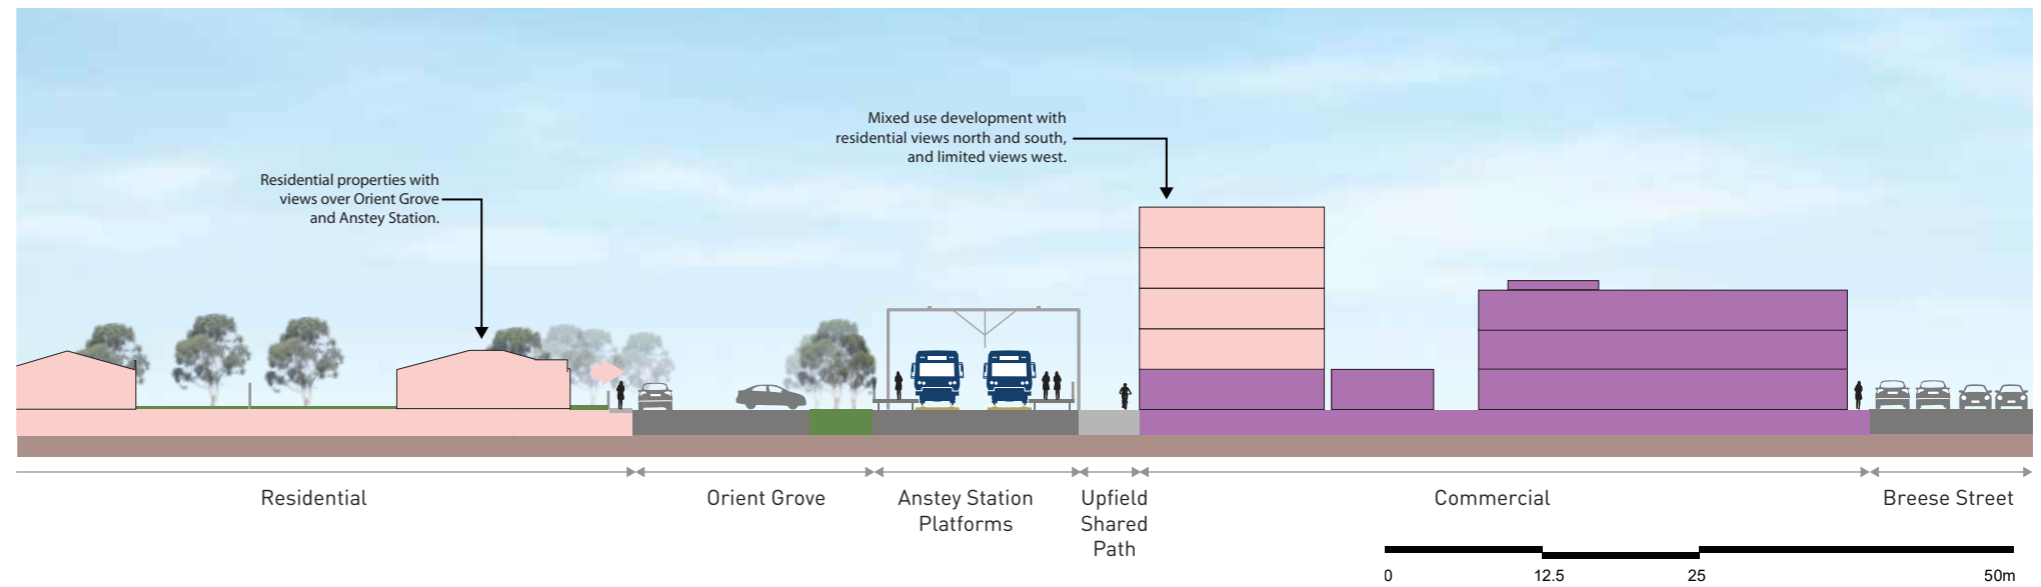 Mixed use development with
residential views north and south,
and limited views west.
Residential properties with
views over Orient Grove
and Anstey Station.
Residential
Orient Grove
Anstey Station
Platforms
Upfield
Shared
Path
Commercial
Breese Street
0
12.5
25
50m